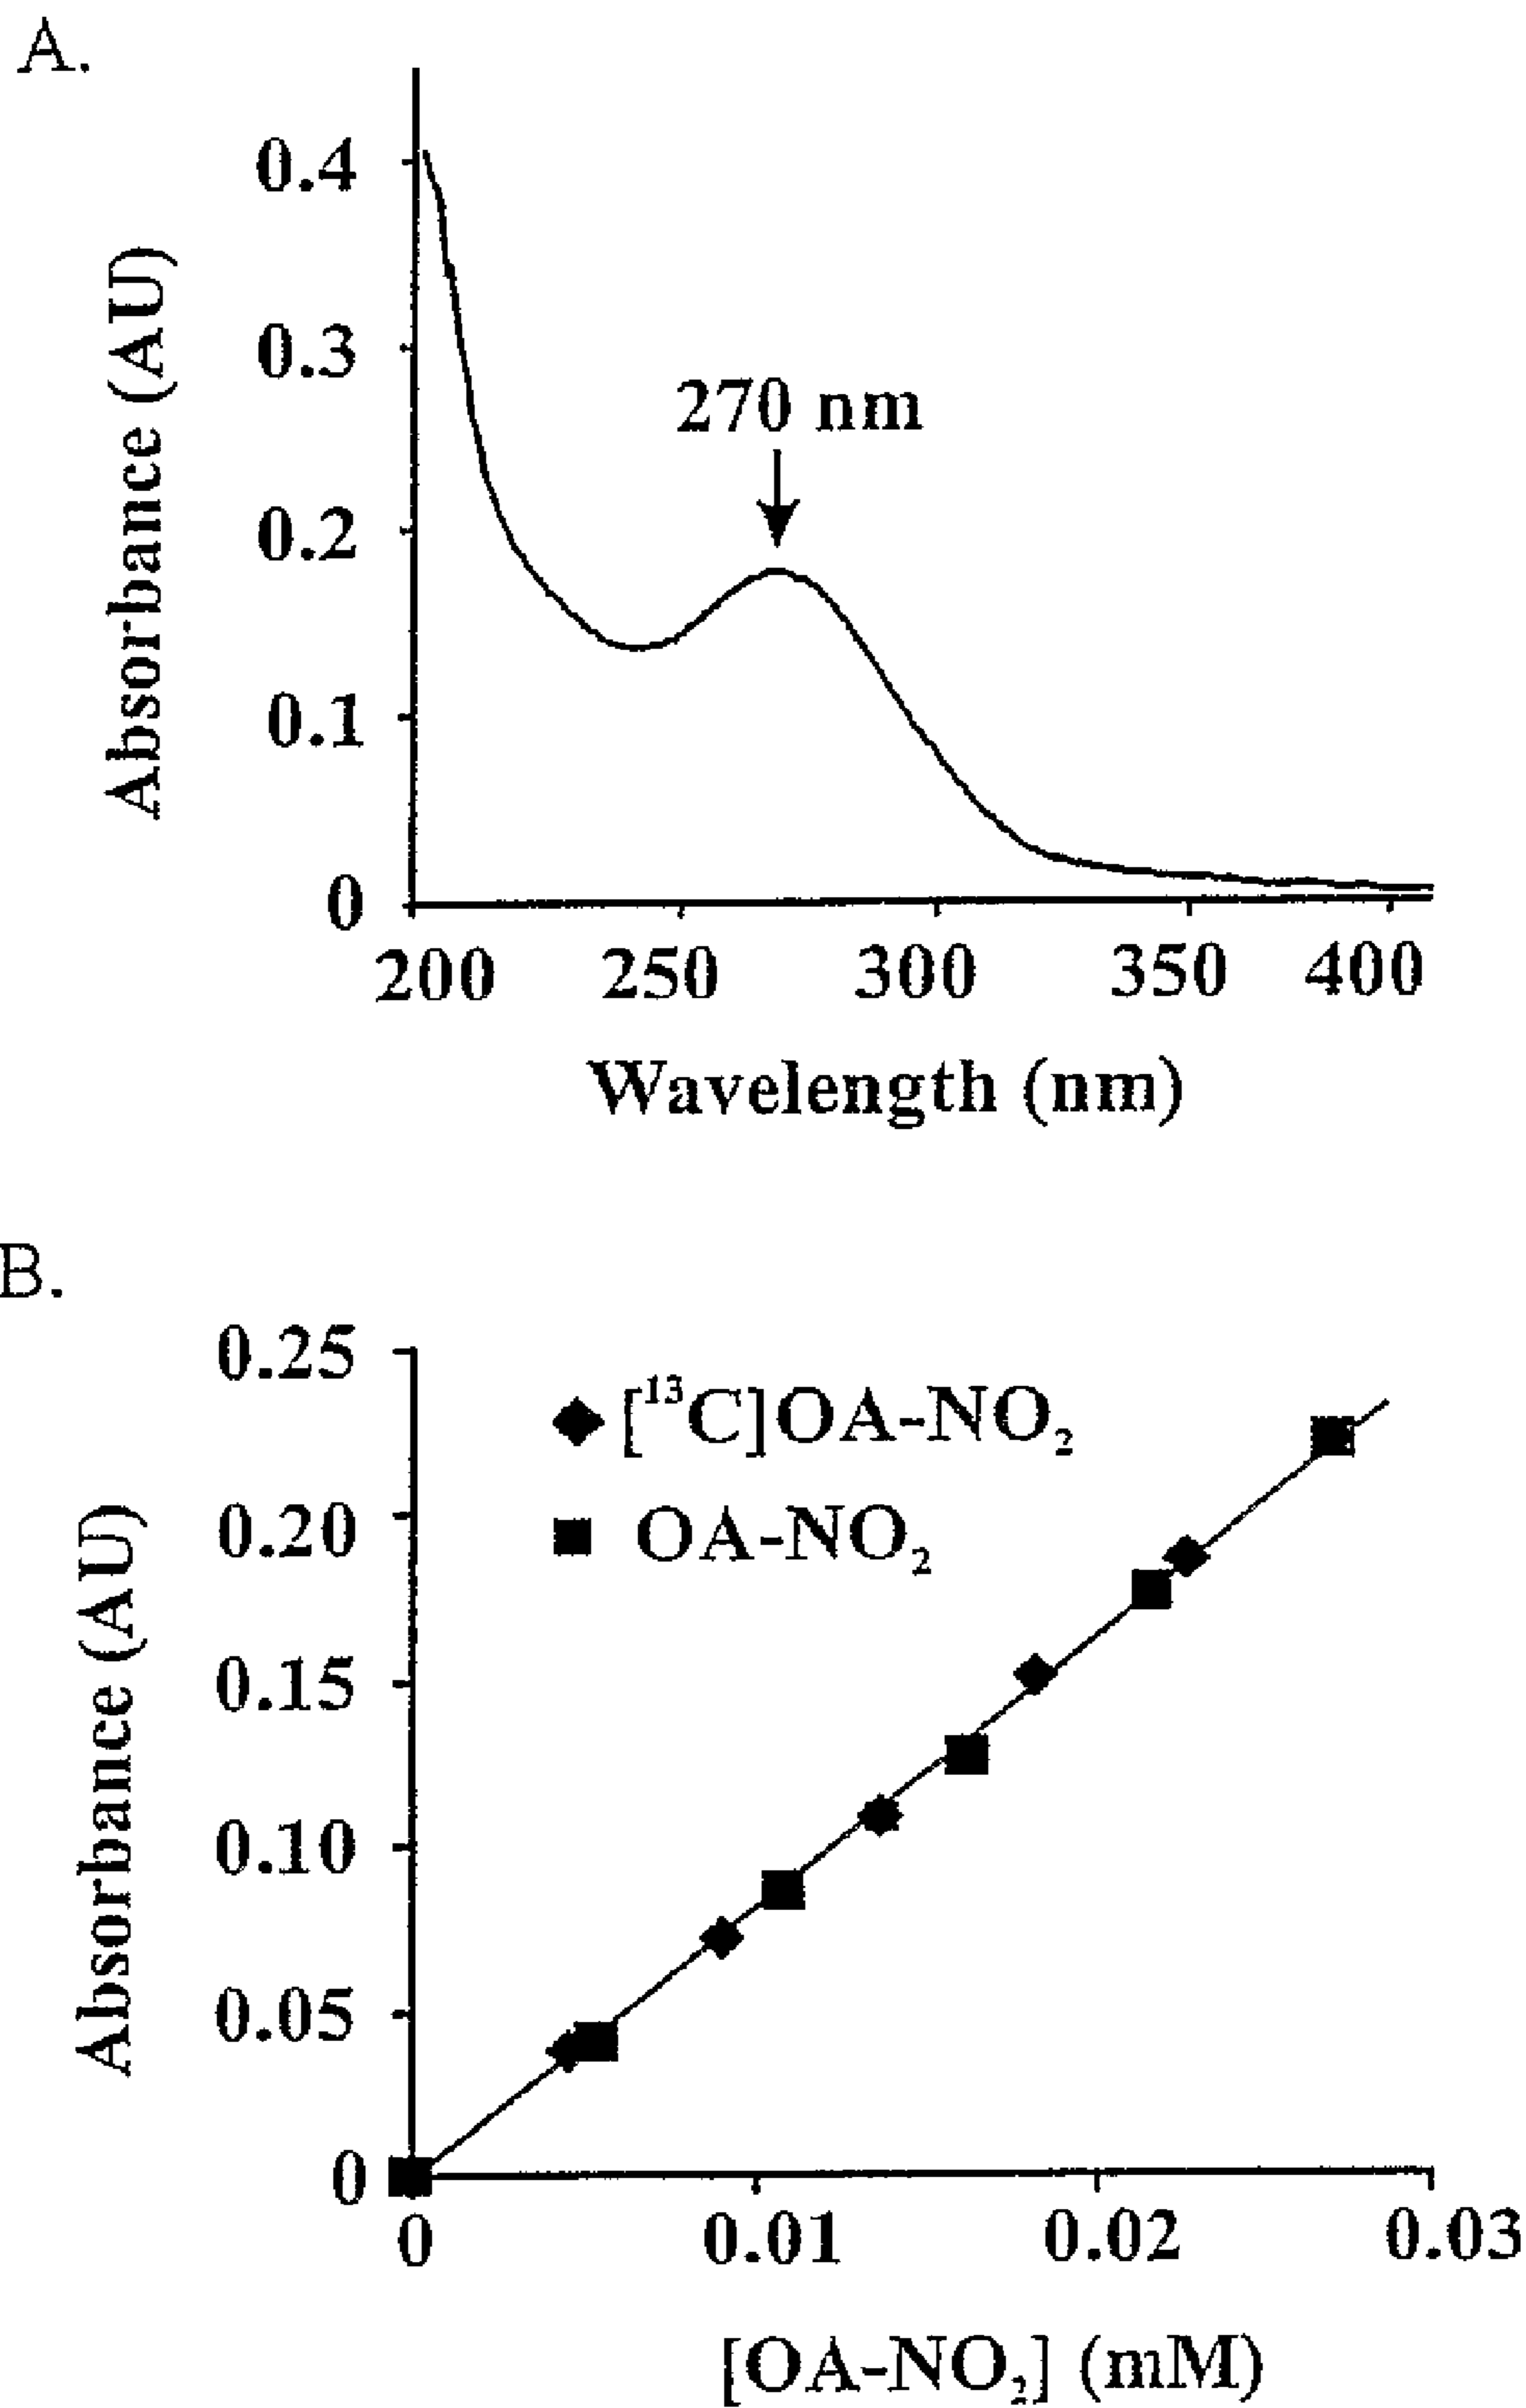 A.
0.4
0.3
270 nm
0.2
0.1
0
Absorbance (AU)
200 250 300 350 400
Wavelength (nm)
B.
0.25
[¹³C]OA-NO₂
0.20
OA-NO₂
0.15
0.10
0.05
0
Absorbance (AU)
0 0.01 0.02 0.03
[OA-NO₂] (mM)